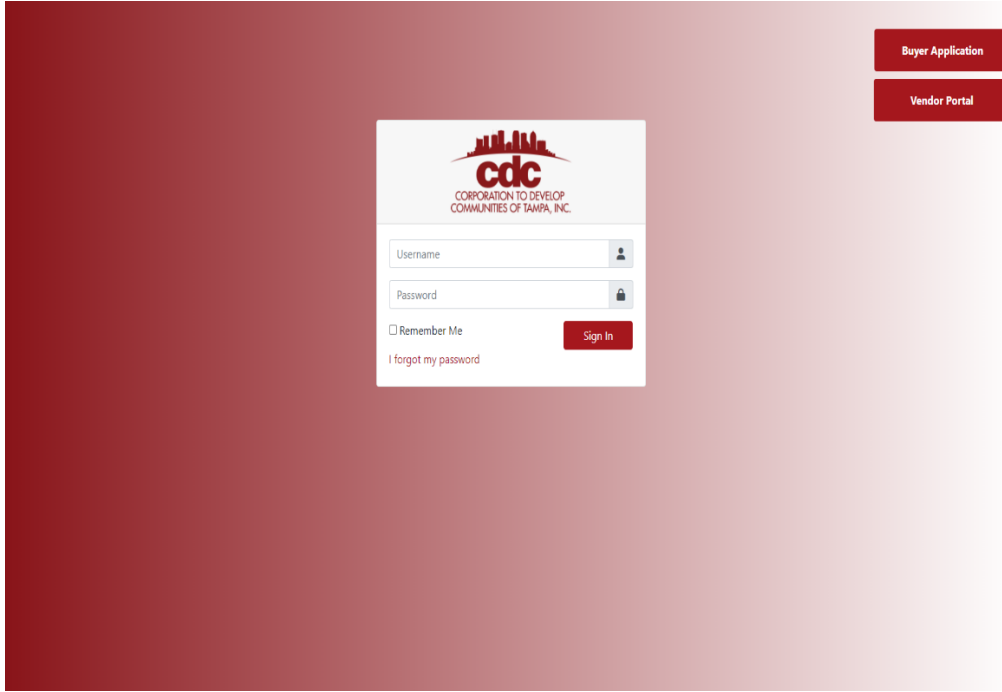 Buyer Application
Vendor Portal
cdc
CORPORATION TO DEVELOP
COMMUNITIES OF TAMPA, INC.
Username
Password
Remember Me
Sign In
I forgot my password